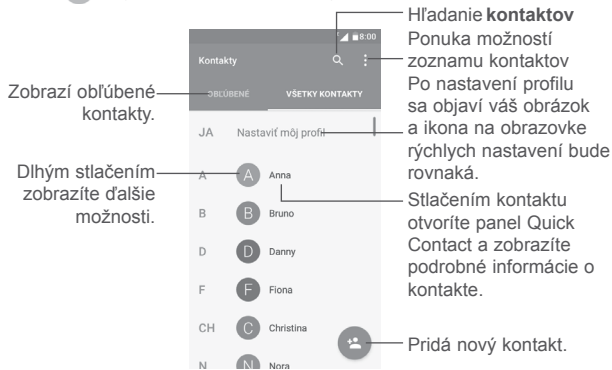 Hľadanie kontaktov
Ponuka možností
zoznamu kontaktov
Po nastavení profilu
sa objaví váš obrázok
a ikona na obrazovke
rýchlych nastavení bude
rovnaká.
Stlačením kontaktu
otvoríte panel Quick
Contact a zobrazíte
podrobné informácie o
kontakte.
Pridá nový kontakt.
Zobrazí obľúbené
kontakty.
Dlhým stlačením
zobrazíte ďalšie
možnosti.
8:00
Kontakty
OBĽÚBENÉ VŠETKY KONTAKTY
JA Nastaviť môj profil
A A Anna
B B Bruno
D D Danny
F F Fiona
CH C Christina
N N Nora